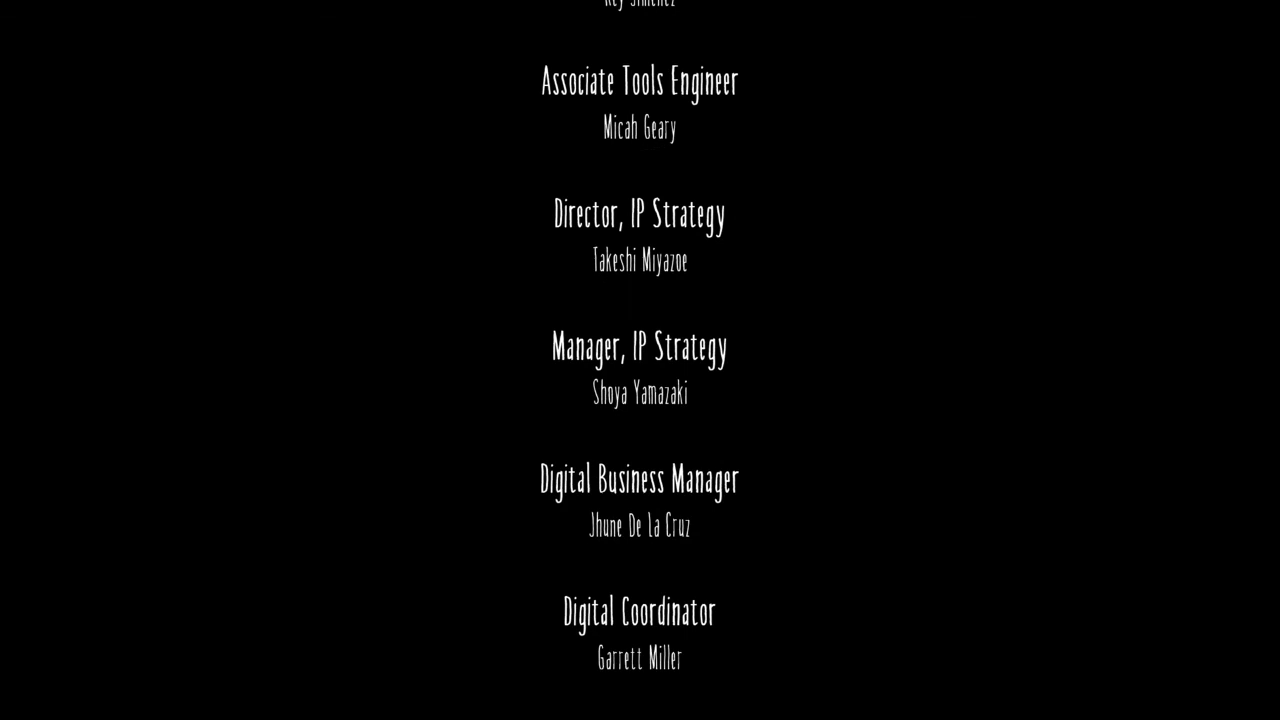 Associate Tools Engineer
Micah Geary
Director, IP Strategy
Takeshi Miyazoe
Manager, IP Strategy
Shoya Yamazaki
Digital Business Manager
Jhune De La Cruz
Digital Coordinator
Garrett Miller